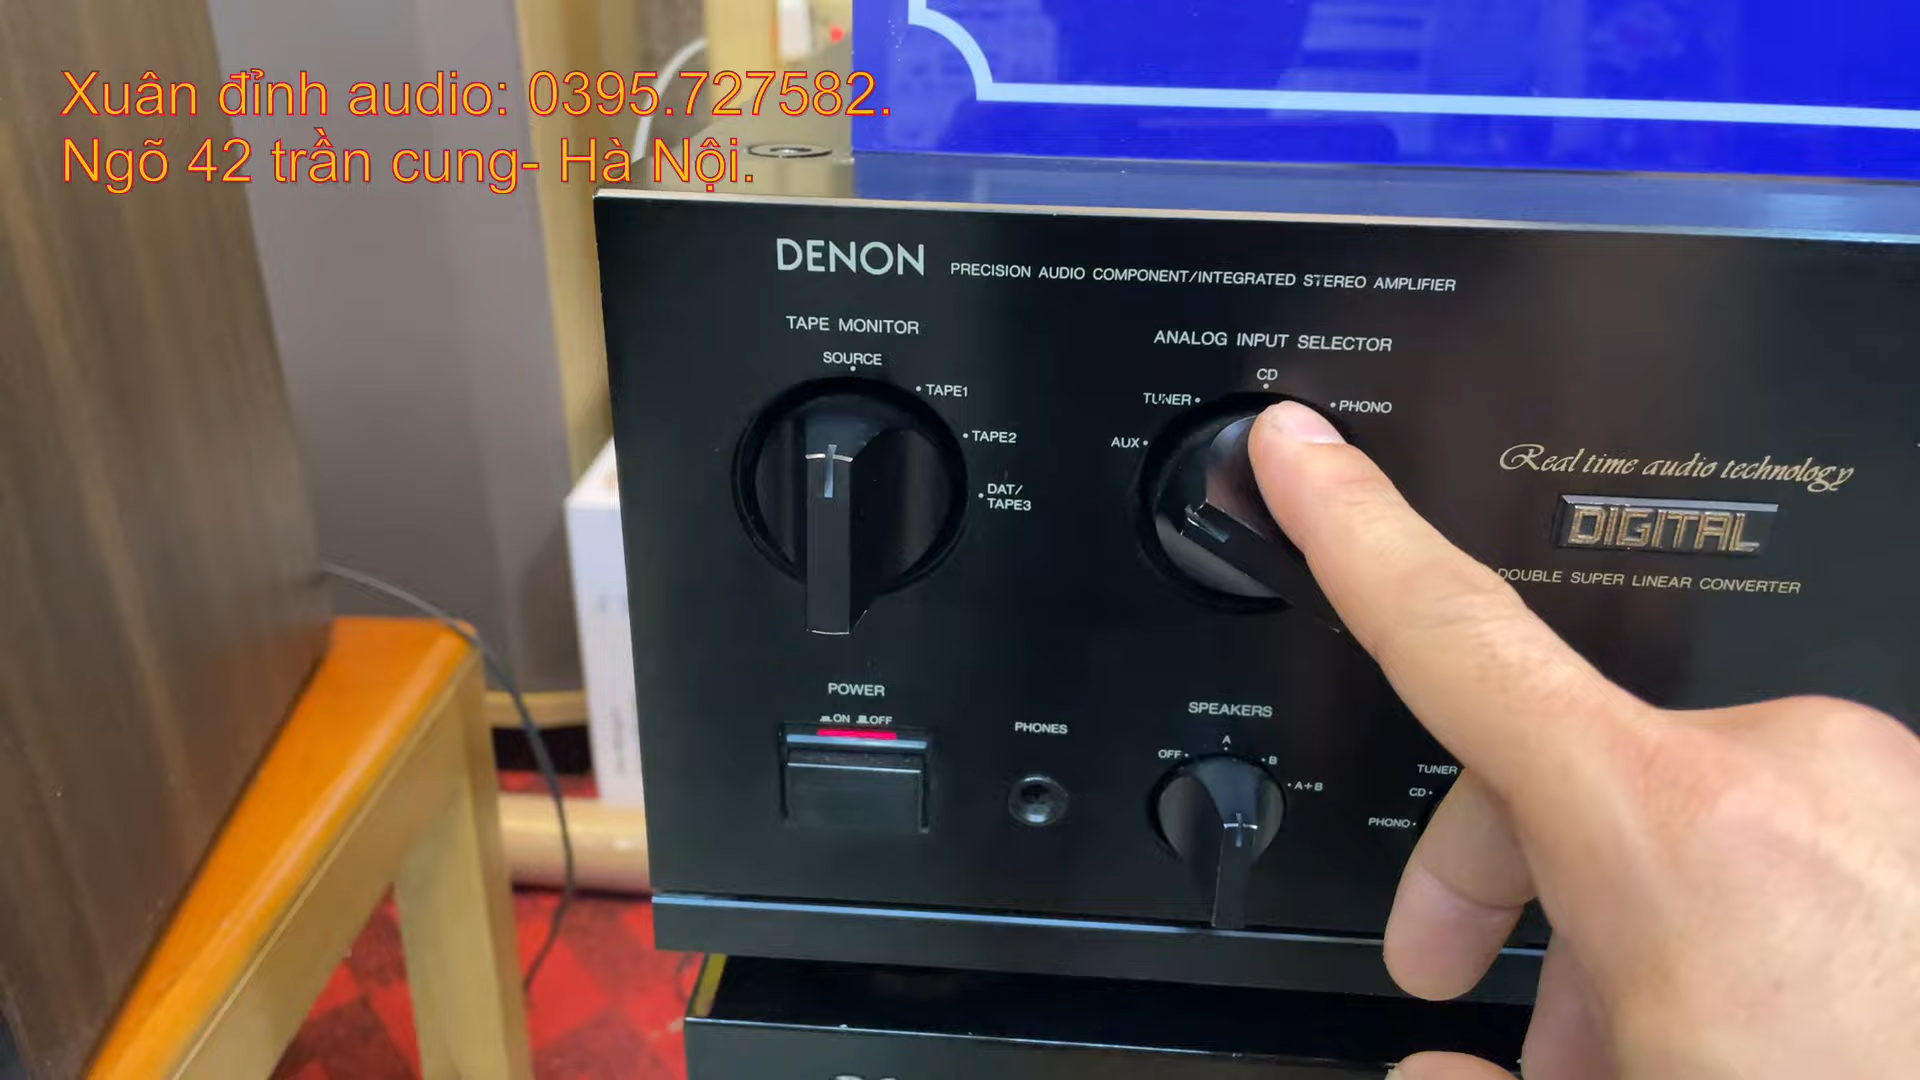 Xuân đỉnh audio: 0395.727582.
Ngõ 42 trần cung- Hà Nội.
DENON PRECISION AUDIO COMPONENT/INTEGRATED STEREO AMPLIFIER
TAPE MONITOR
SOURCE
TAPE1
TAPE2
DAT/
TAPE3
ANALOG INPUT SELECTOR
CD
TUNER
PHONO
AUX
Real time audio technology
DIGITAL
DOUBLE SUPER LINEAR CONVERTER
POWER
ON OFF
PHONES
SPEAKERS
A
OFF
B
A+B
TUNER
CD
PHONO